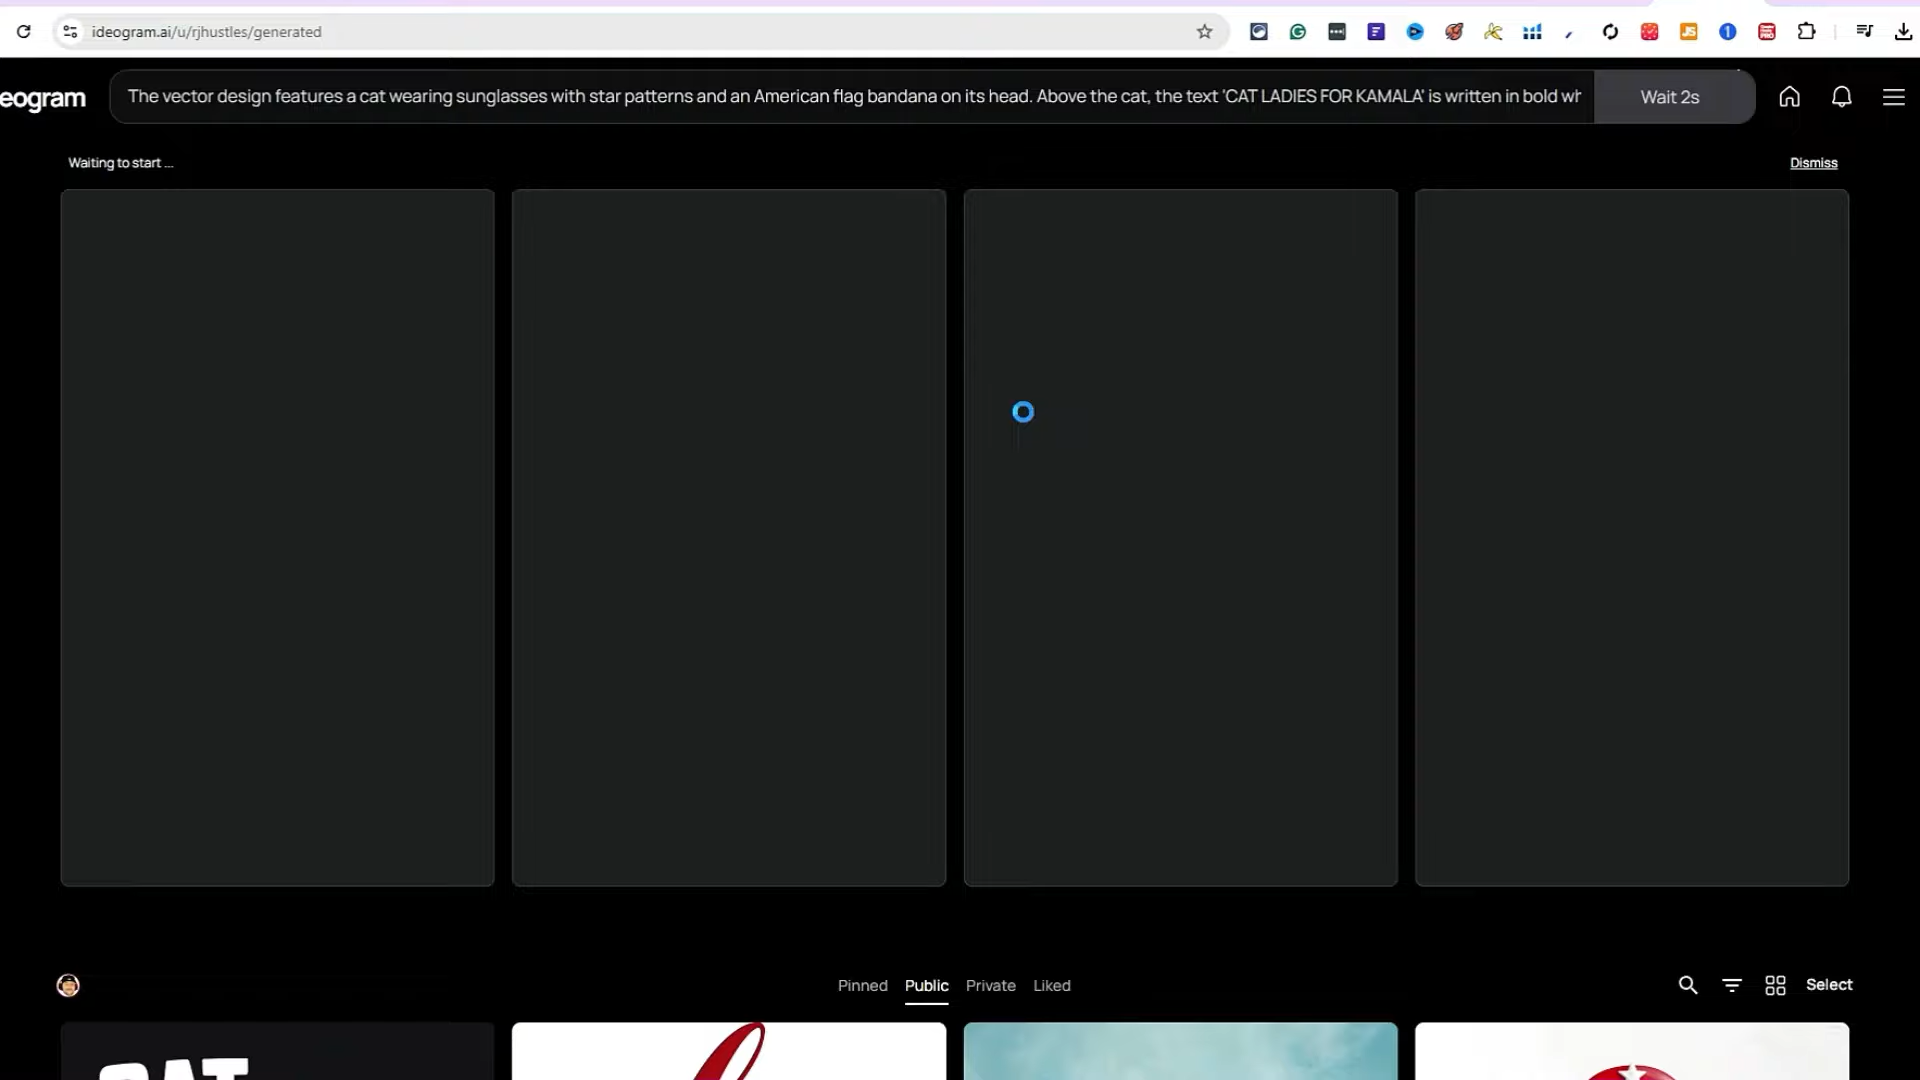 ideogram.ai/u/rjhustles/generated
eogram
The vector design features a cat wearing sunglasses with star patterns and an American flag bandana on its head. Above the cat, the text 'CAT LADIES FOR KAMALA' is written in bold wh
Wait 2s
Waiting to start ...
Dismiss
Pinned Public Private Liked
Select
CAT